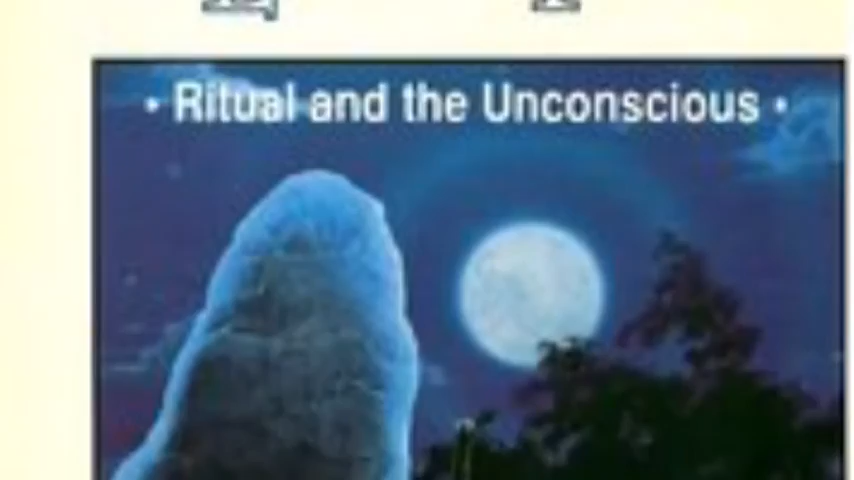 • Ritual and the Unconscious •